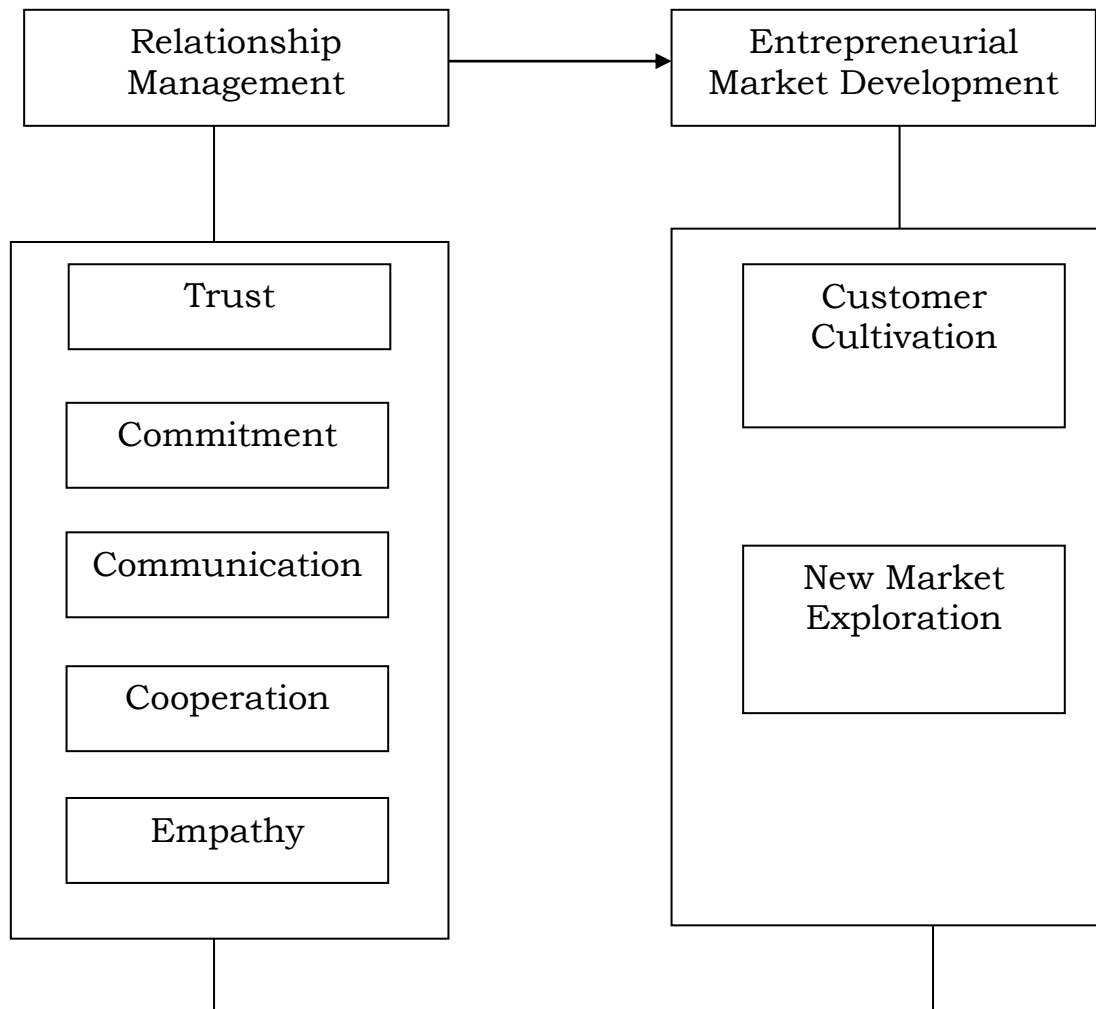 Relationship
Management
Entrepreneurial
Market Development
Trust
Commitment
Communication
Cooperation
Empathy
Customer
Cultivation
New Market
Exploration